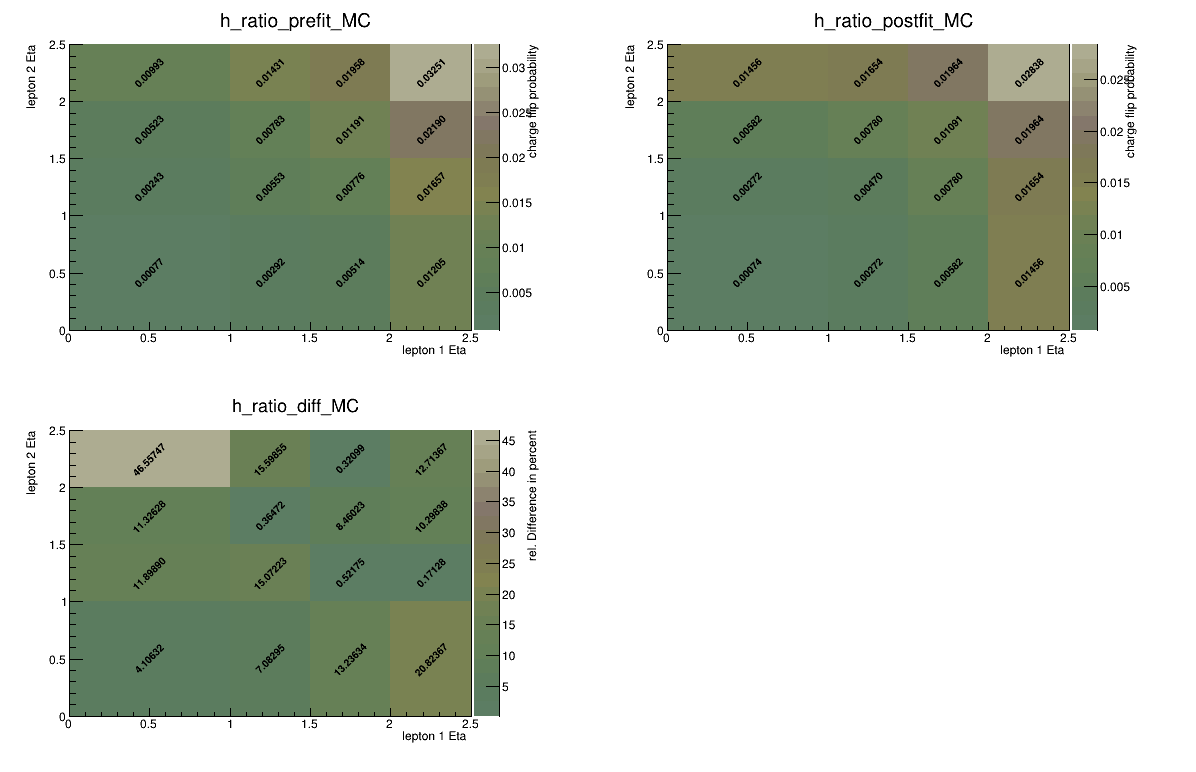 h_ratio_prefit_MC
lepton 2 Eta
2.5
2
1.5
1
0.5
0
0.00993 0.01431 0.01958 0.03251
0.00523 0.00783 0.01191 0.02190
0.00243 0.00553 0.00776 0.01657
0.00077 0.00292 0.00514 0.01205
0 0.5 1 1.5 2 2.5
lepton 1 Eta
0.03
0.025
0.02
0.015
0.01
0.005
charge flip probability
h_ratio_postfit_MC
lepton 2 Eta
2.5
2
1.5
1
0.5
0
0.01456 0.01654 0.01964 0.02838
0.00582 0.00780 0.01091 0.01964
0.00272 0.00470 0.00780 0.01654
0.00074 0.00272 0.00582 0.01456
0 0.5 1 1.5 2 2.5
lepton 1 Eta
0.025
0.02
0.015
0.01
0.005
charge flip probability
h_ratio_diff_MC
lepton 2 Eta
2.5
2
1.5
1
0.5
0
46.55747 15.59855 0.32099 12.71367
11.32628 0.36472 8.46023 10.29838
11.89890 15.07223 0.52175 0.17128
4.10632 7.08295 13.23634 20.82367
0 0.5 1 1.5 2 2.5
lepton 1 Eta
45
40
35
30
25
20
15
10
5
rel. Difference in percent